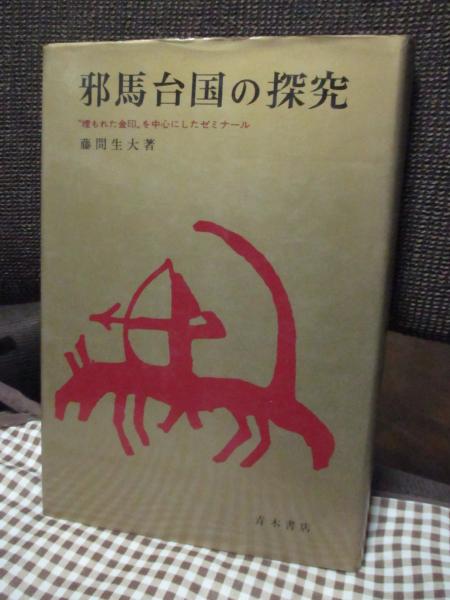 邪馬台国の探究
“埋もれた金印„を中心にしたゼミナール
藤間生大著
青木書店